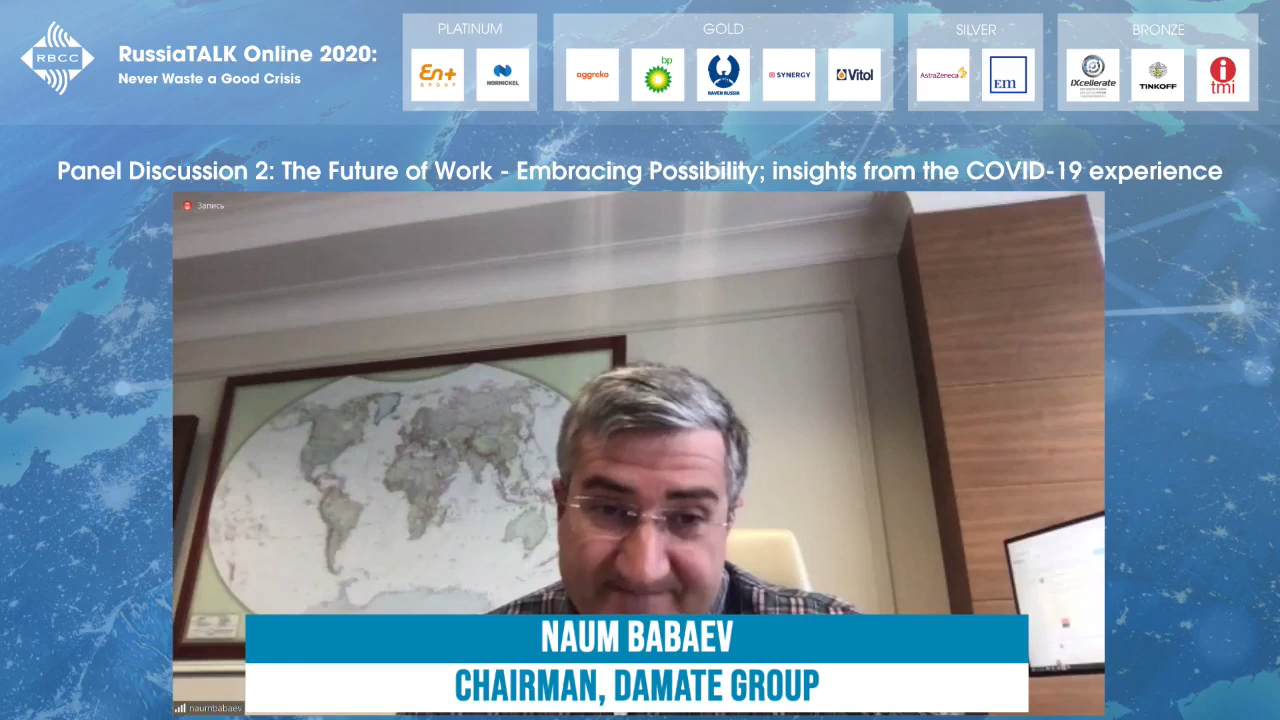 RBCC
RussiaTALK Online 2020:
Never Waste a Good Crisis
PLATINUM
GOLD
SILVER
BRONZE
En+
GROUP
NORNICKEL
aggreko
bp
HAVEN RUSSIA
SYNERGY
Vitol
AstraZeneca
EM
IXcellerate
TINKOFF
tmi
Panel Discussion 2: The Future of Work - Embracing Possibility; insights from the COVID-19 experience
Запись
NAUM BABAEV
CHAIRMAN, DAMATE GROUP
naumbabaev